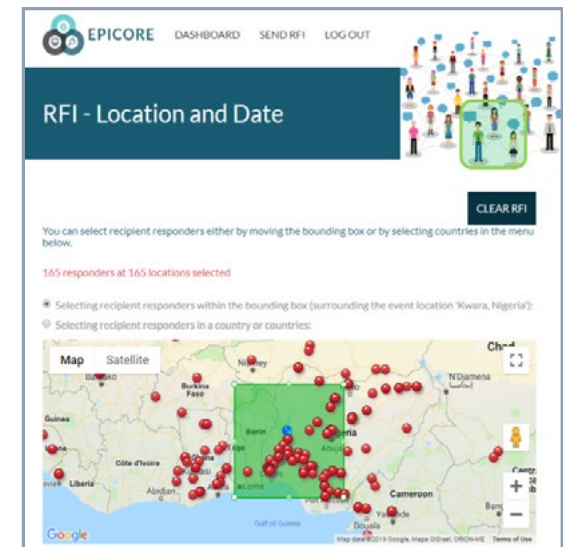 EPICORE DASHBOARD SEND RFI LOG OUT
RFI - Location and Date
CLEAR RFI
You can select recipient responders either by moving the bounding box or by selecting countries in the menu
below.
165 responders at 165 locations selected
Selecting recipient responders within the bounding box (surrounding the event location 'Kwara, Nigeria'):
Selecting recipient responders in a country or countries:
Map Satellite
Chad
N'Djamena
Burkina
Faso
Guinea
Benin
Côte d'Ivoire
Liberia
Abidjan
Lome
Cameroon
Yaounde
Douala
Gulf of Guinea
Google
Map data ©2019 Google, Mapa GISrael, ORION-ME Terms of Use